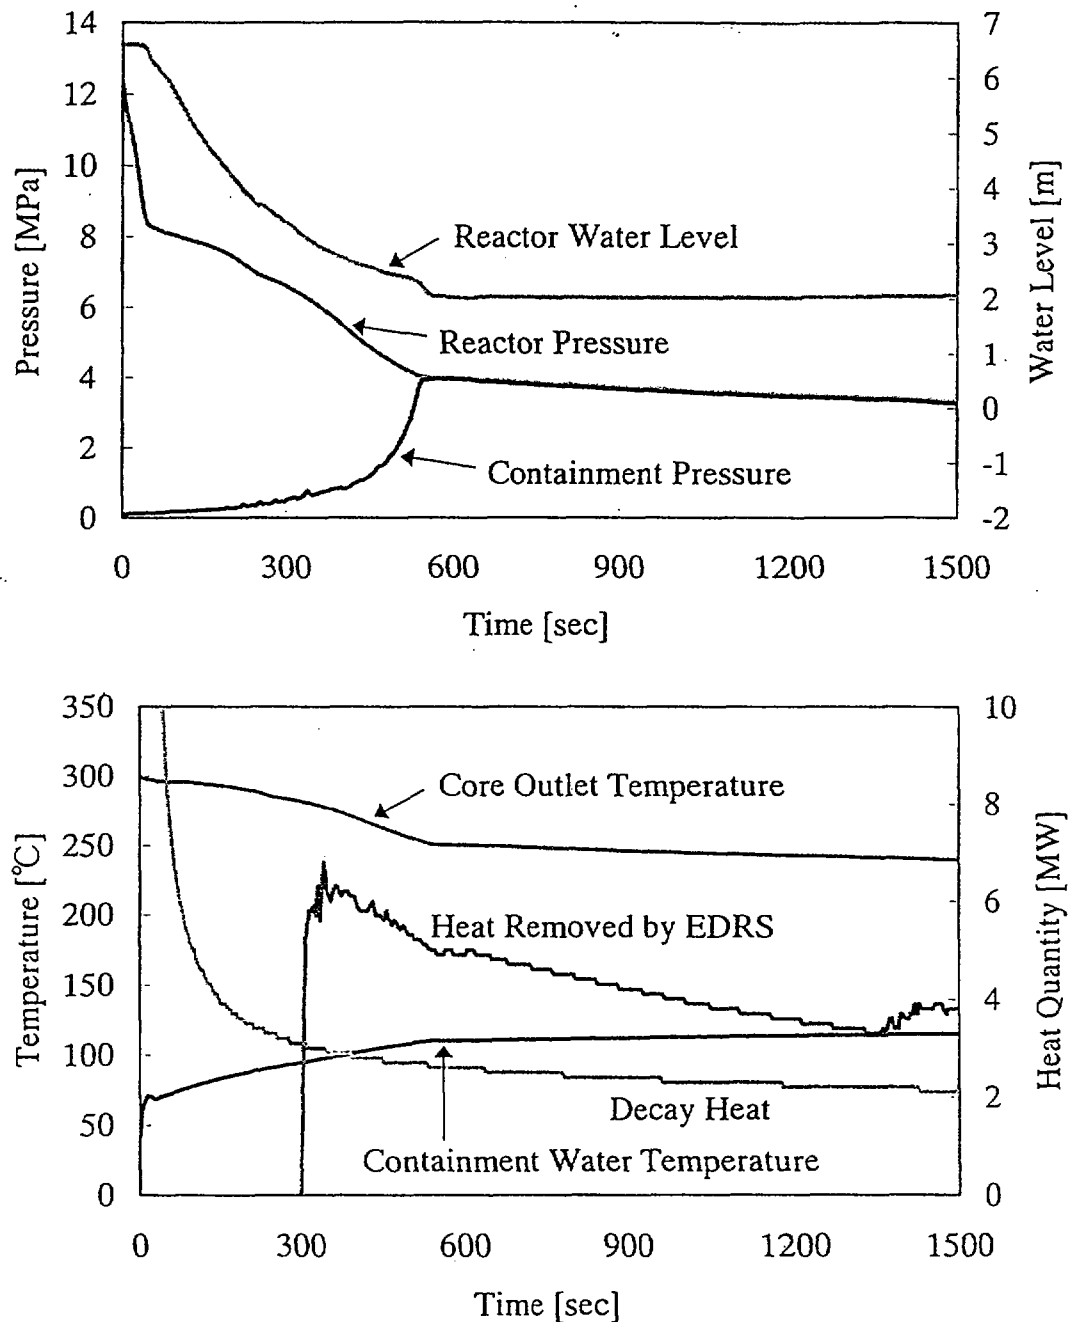 14
12
10
8
6
4
2
0
Pressure [MPa]
7
6
5
4
3
2
1
0
-1
-2
Water Level [m]
Reactor Water Level
Reactor Pressure
Containment Pressure
0 300 600 900 1200 1500
Time [sec]
350
300
250
200
150
100
50
0
Temperature [℃]
10
8
6
4
2
0
Heat Quantity [MW]
Core Outlet Temperature
Heat Removed by EDRS
Decay Heat
Containment Water Temperature
0 300 600 900 1200 1500
Time [sec]